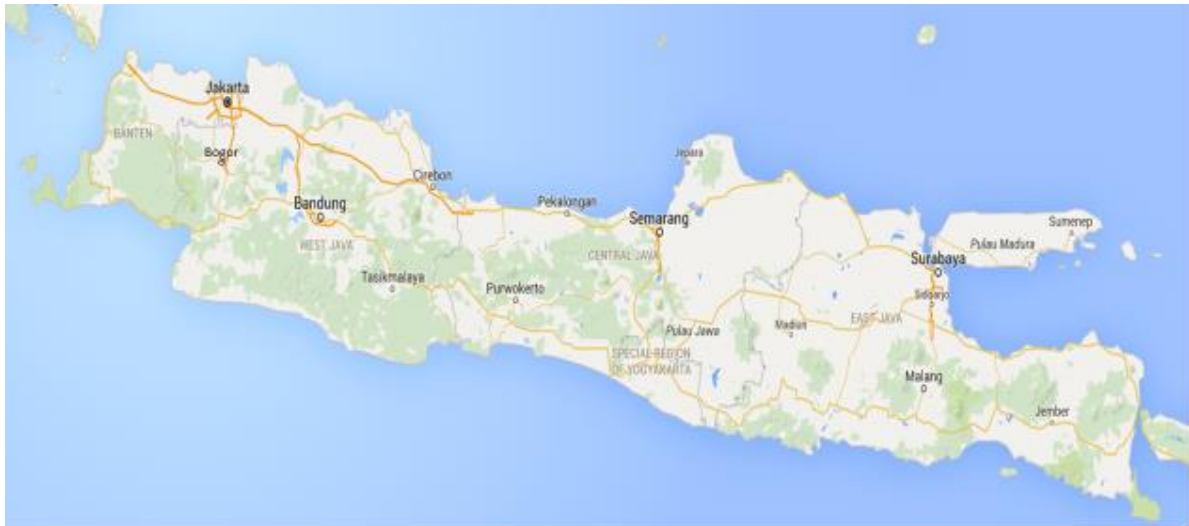 Jakarta
BANTEN
Bogor
Jepara
Cirebon
Bandung
Pekalongan
Semarang
Sumenep
WEST JAVA
CENTRAL JAVA
Pulau Madura
Surabaya
Tasikmalaya
Purwokerto
Sidoarjo
EAST JAVA
Pulau Jawa
Madiun
SPECIAL REGION
OF YOGYAKARTA
Malang
Jember